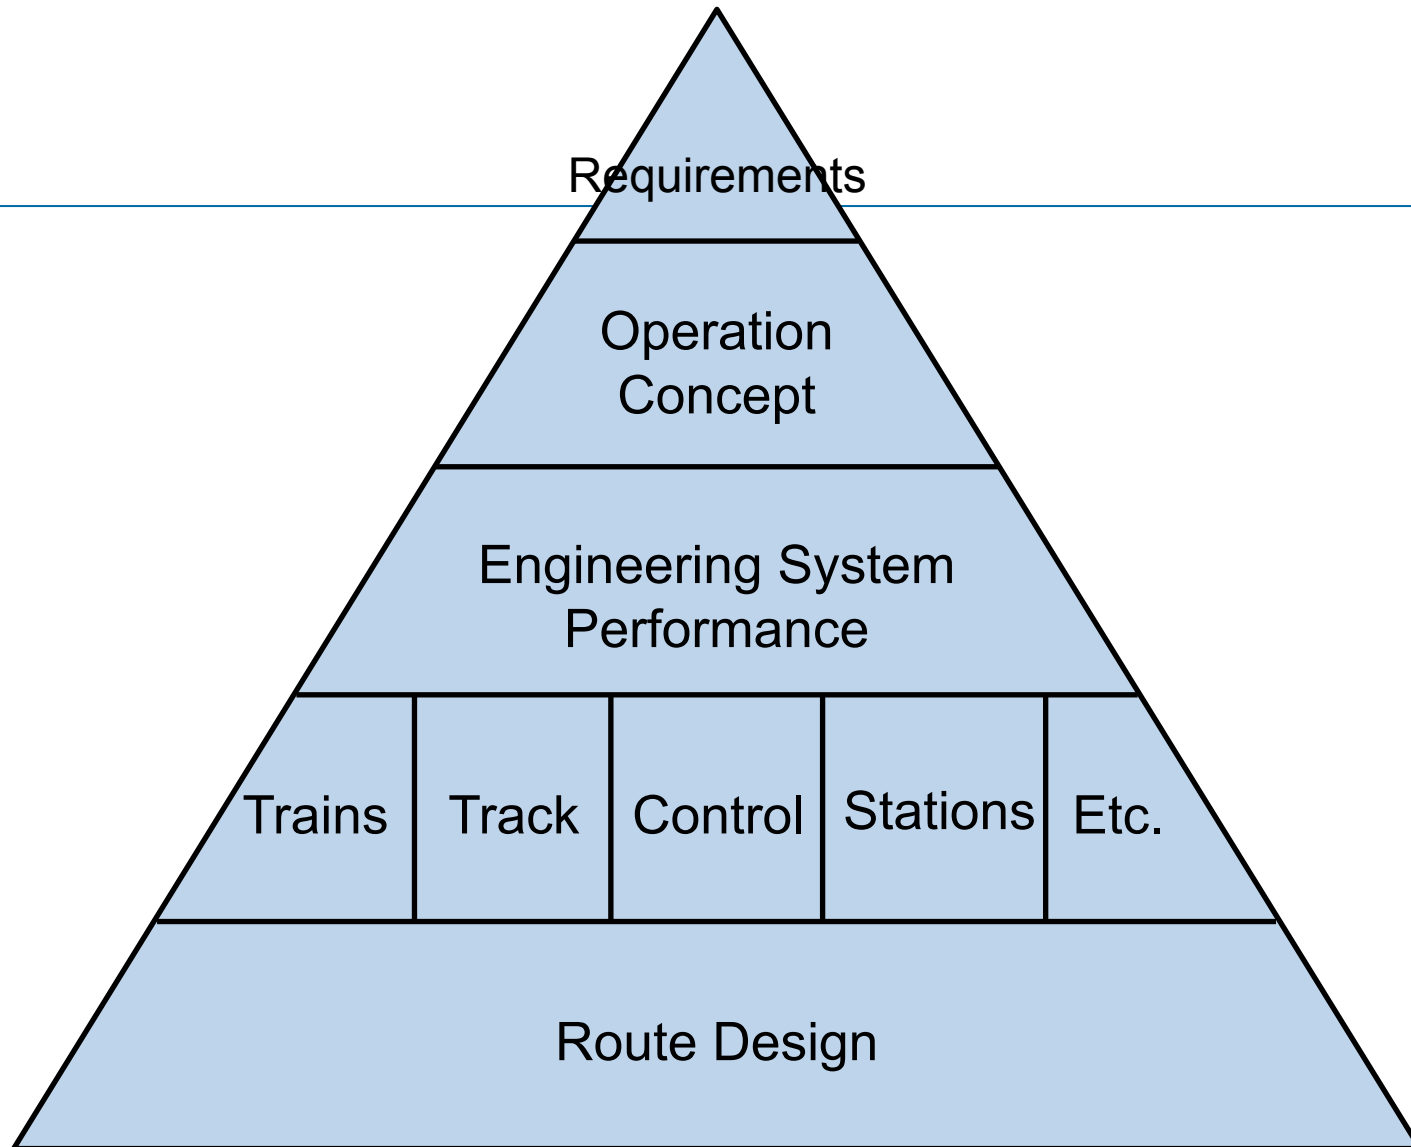 Requirements
Operation
Concept
Engineering System
Performance
Trains Track Control Stations Etc.
Route Design